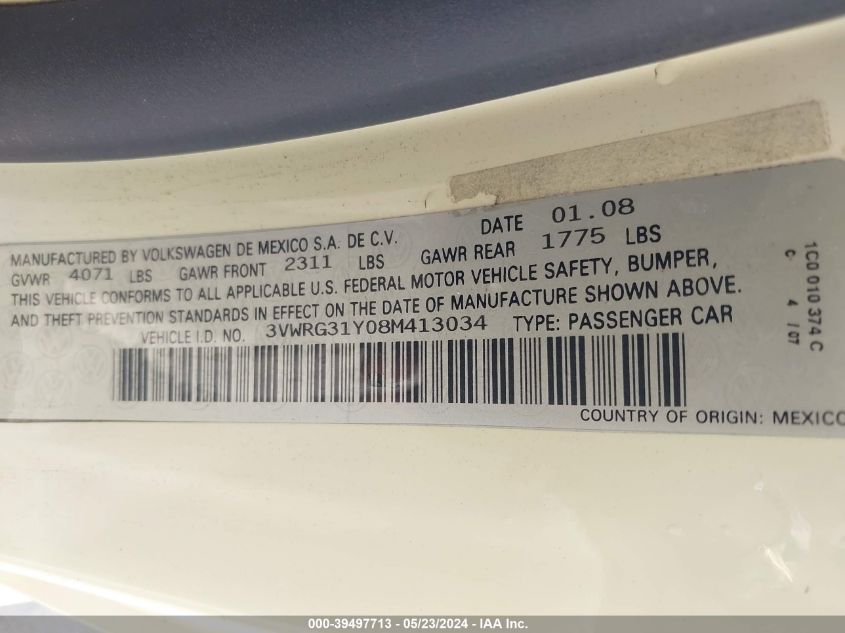 MANUFACTURED BY VOLKSWAGEN DE MEXICO S.A. DE C.V. DATE 01.08
GVWR 4071 LBS GAWR FRONT 2311 LBS GAWR REAR 1775 LBS
THIS VEHICLE CONFORMS TO ALL APPLICABLE U.S. FEDERAL MOTOR VEHICLE SAFETY, BUMPER,
AND THEFT PREVENTION STANDARDS IN EFFECT ON THE DATE OF MANUFACTURE SHOWN ABOVE.
VEHICLE I.D. NO. 3VWRG31Y08M413034 TYPE: PASSENGER CAR
COUNTRY OF ORIGIN: MEXICO
1C0 010 374 C
C 4 /07
000-39497713 - 05/23/2024 - IAA Inc.